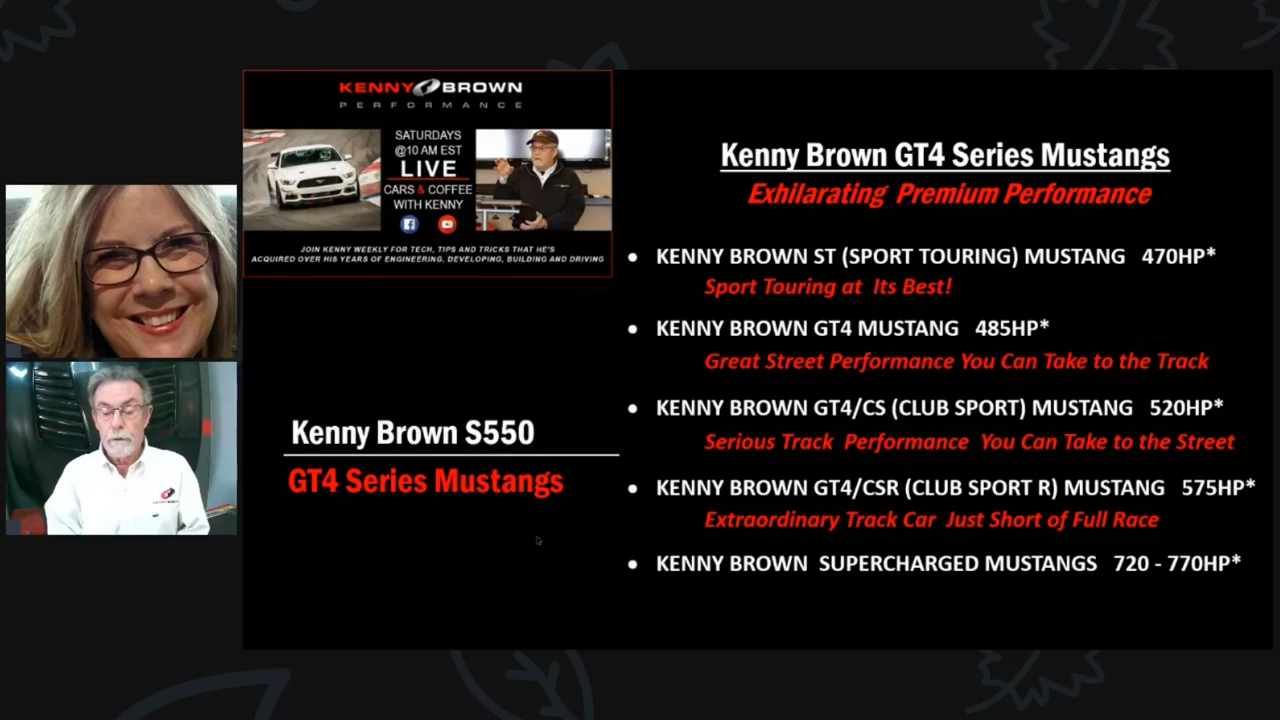 KENNY BROWN
PERFORMANCE
SATURDAYS
@10 AM EST
LIVE
CARS & COFFEE
WITH KENNY
JOIN KENNY WEEKLY FOR TECH, TIPS AND TRICKS THAT HE'S
ACQUIRED OVER HIS YEARS OF ENGINEERING, DEVELOPING, BUILDING AND DRIVING
Kenny Brown S550
GT4 Series Mustangs
Kenny Brown GT4 Series Mustangs
Exhilarating Premium Performance
• KENNY BROWN ST (SPORT TOURING) MUSTANG 470HP*
Sport Touring at Its Best!
• KENNY BROWN GT4 MUSTANG 485HP*
Great Street Performance You Can Take to the Track
• KENNY BROWN GT4/CS (CLUB SPORT) MUSTANG 520HP*
Serious Track Performance You Can Take to the Street
• KENNY BROWN GT4/CSR (CLUB SPORT R) MUSTANG 575HP*
Extraordinary Track Car Just Short of Full Race
• KENNY BROWN SUPERCHARGED MUSTANGS 720 - 770HP*